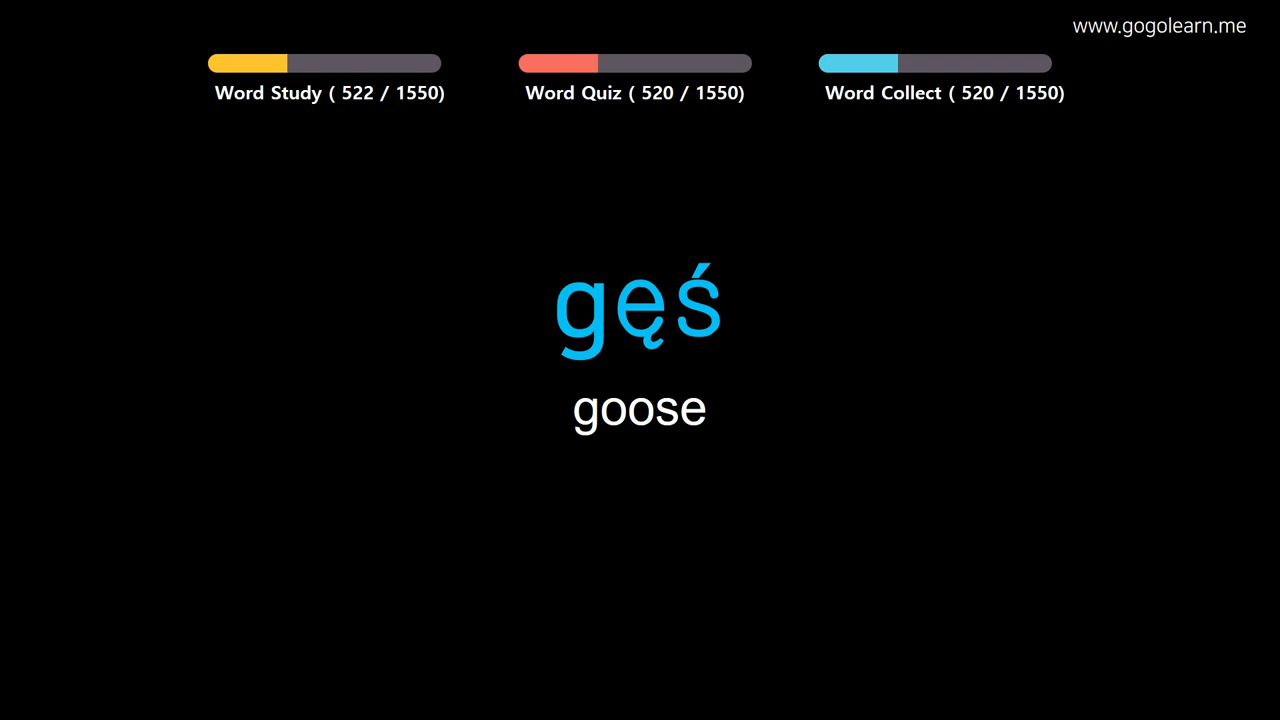 www.gogolearn.me
Word Study ( 522 / 1550)
Word Quiz ( 520 / 1550)
Word Collect ( 520 / 1550)
gęś
goose